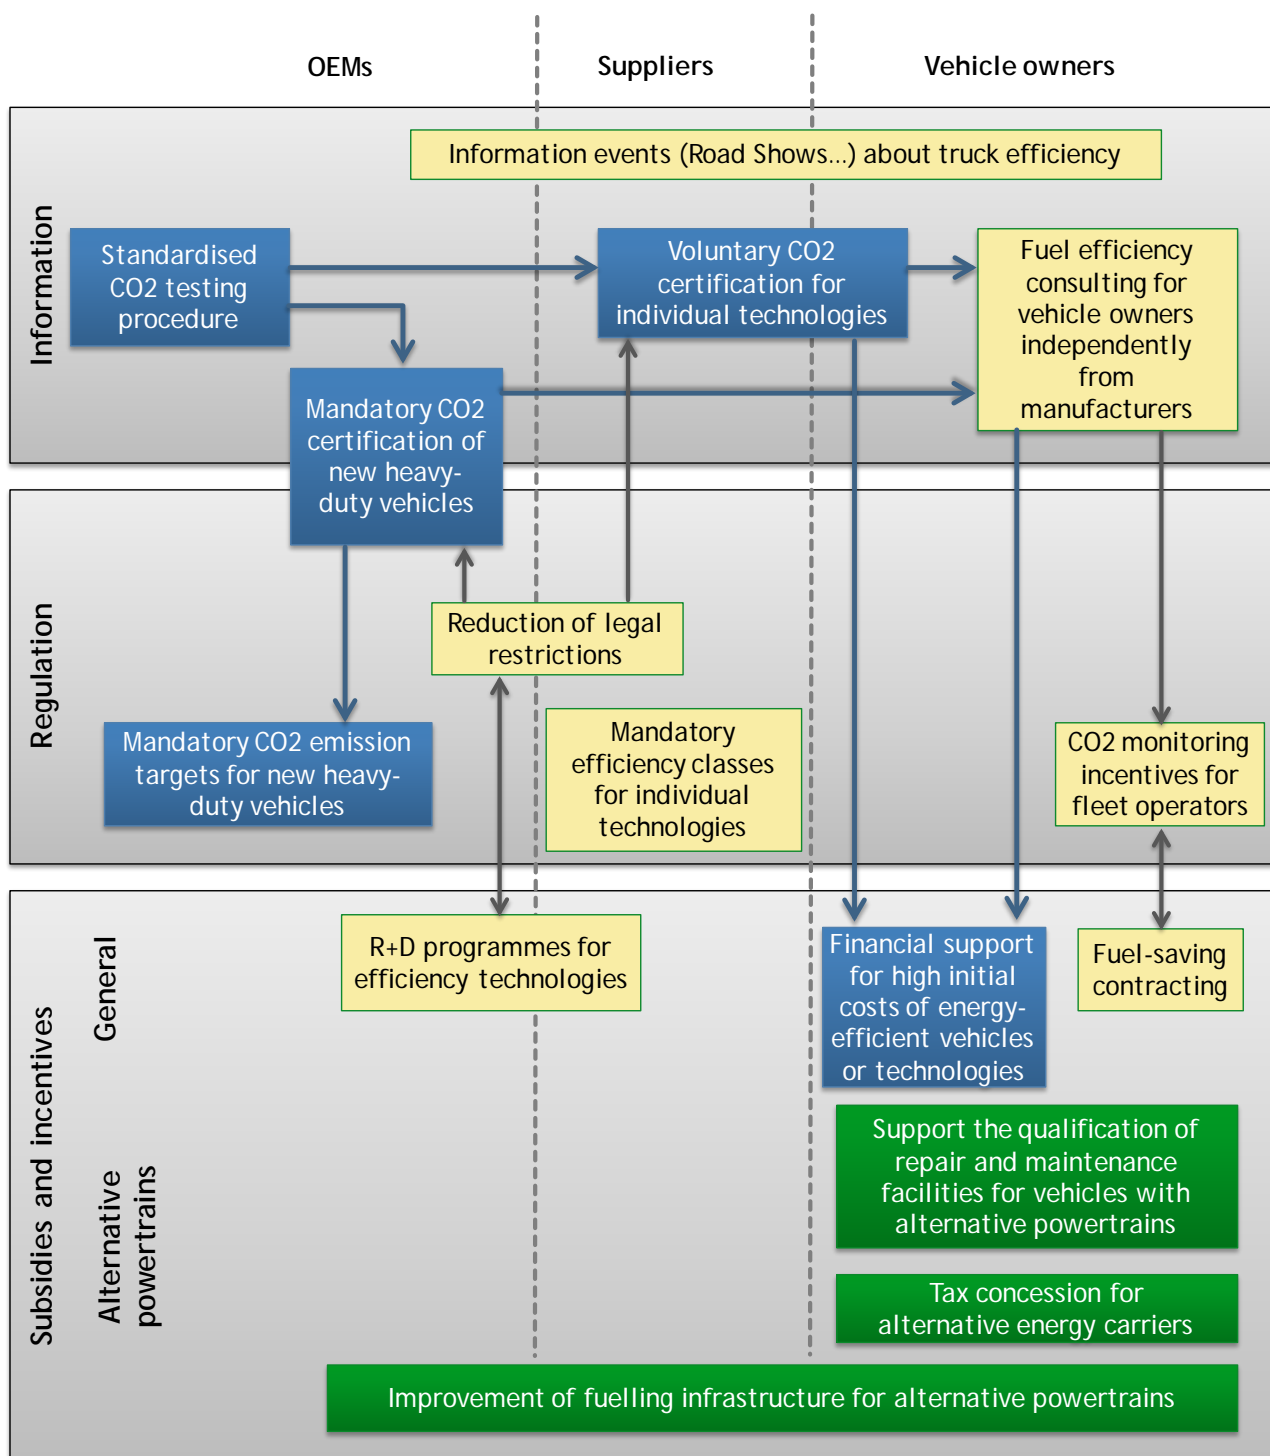 OEMs
Suppliers
Vehicle owners
Information
Information events (Road Shows...) about truck efficiency
Standardised
CO2 testing
procedure
Voluntary CO2
certification for
individual technologies
Fuel efficiency
consulting for
vehicle owners
independently
from
manufacturers
Mandatory CO2
certification of
new heavy-
duty vehicles
Regulation
Reduction of legal
restrictions
Mandatory CO2 emission
targets for new heavy-
duty vehicles
Mandatory
efficiency classes
for individual
technologies
CO2 monitoring
incentives for
fleet operators
Subsidies and incentives
General
R+D programmes for
efficiency technologies
Financial support
for high initial
costs of energy-
efficient vehicles
or technologies
Fuel-saving
contracting
Alternative
powertrains
Support the qualification of
repair and maintenance
facilities for vehicles with
alternative powertrains
Tax concession for
alternative energy carriers
Improvement of fuelling infrastructure for alternative powertrains